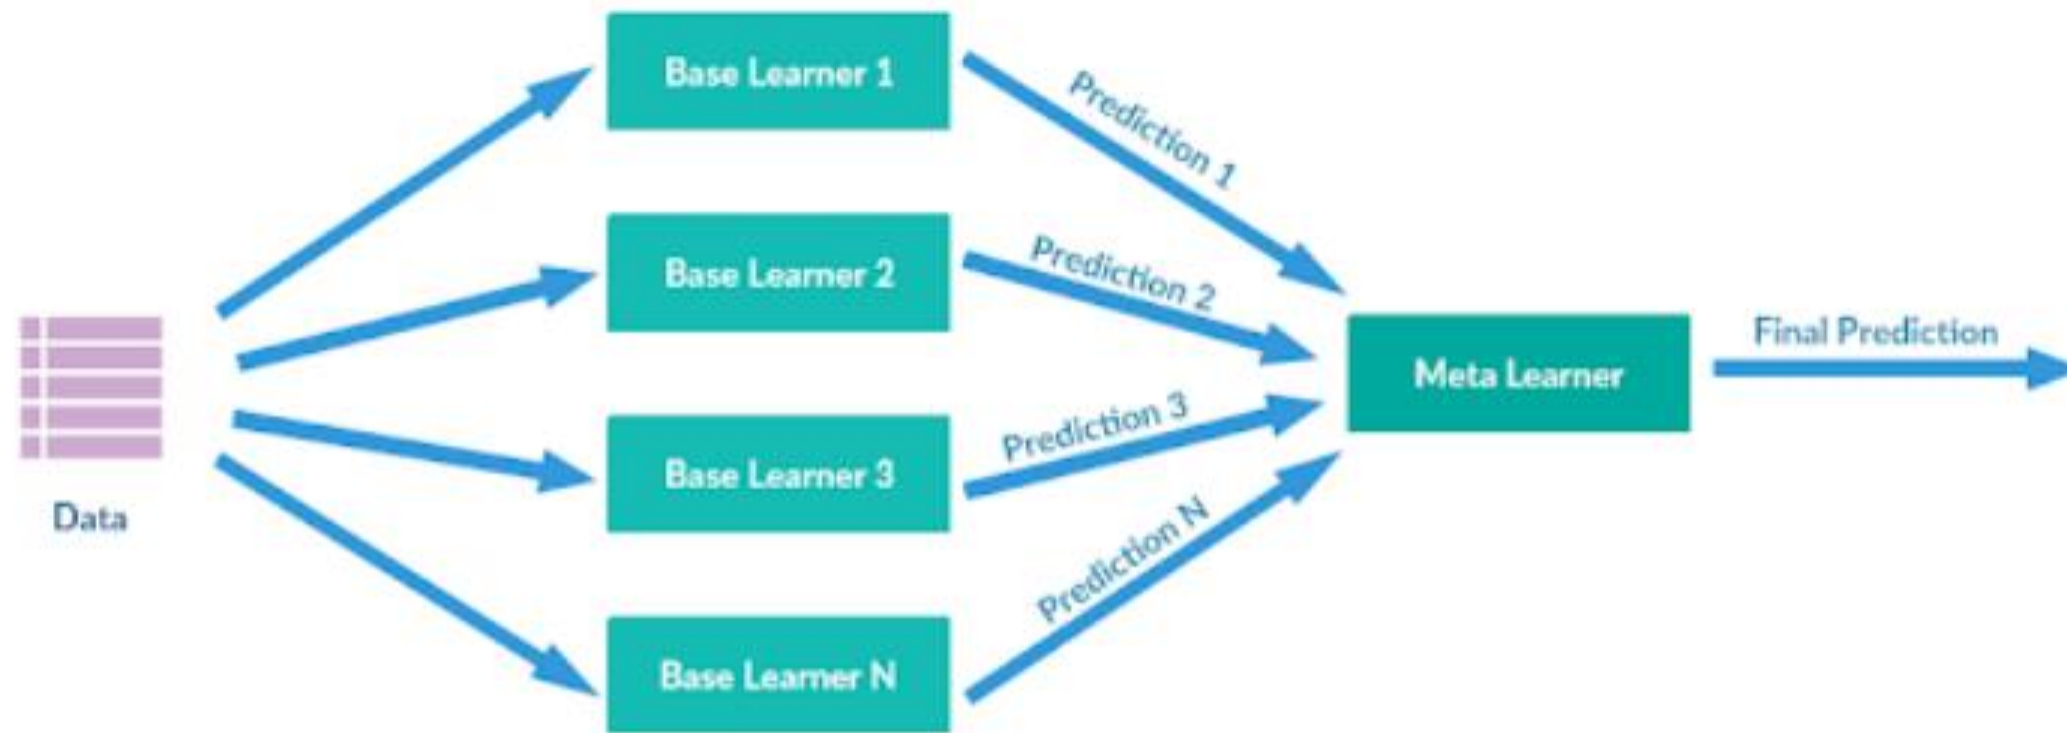 Base Learner 1
Prediction 1
Base Learner 2
Prediction 2
Final Prediction
Meta Learner
Prediction 3
Base Learner 3
Data
Prediction N
Base Learner N